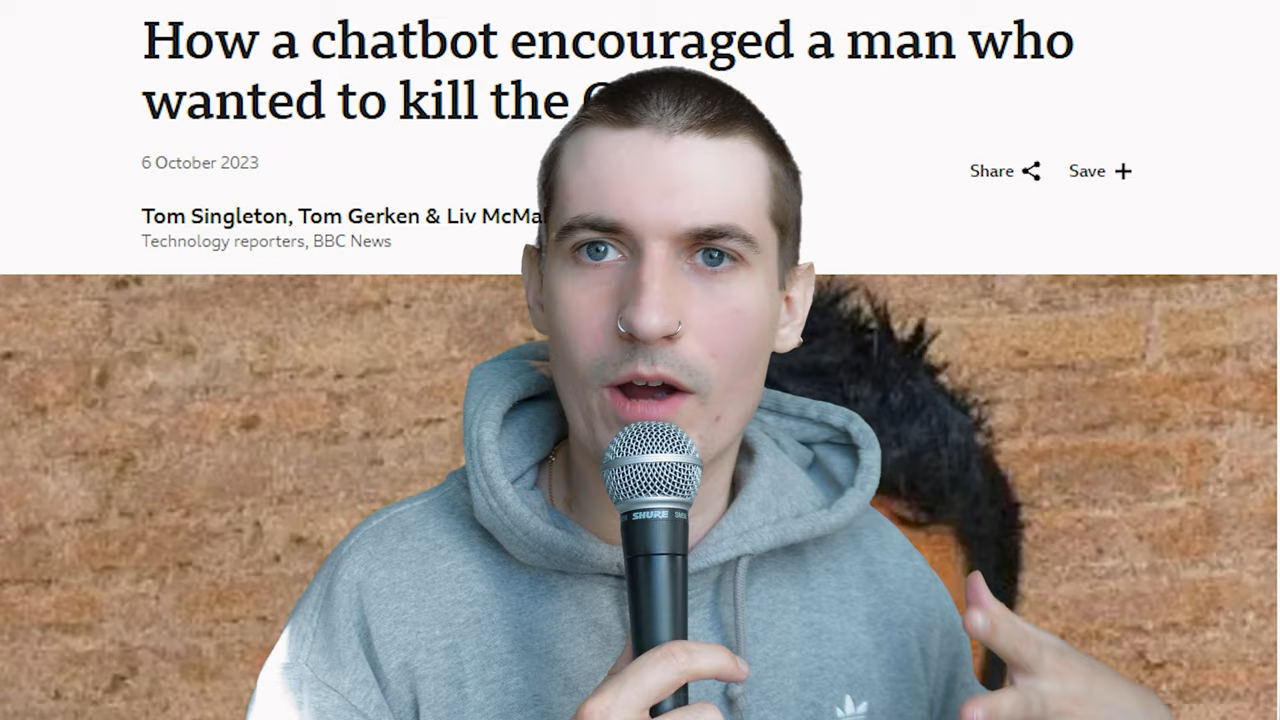 How a chatbot encouraged a man who
wanted to kill the
6 October 2023
Share
Save
Tom Singleton, Tom Gerken & Liv McMa
Technology reporters, BBC News
SHURE